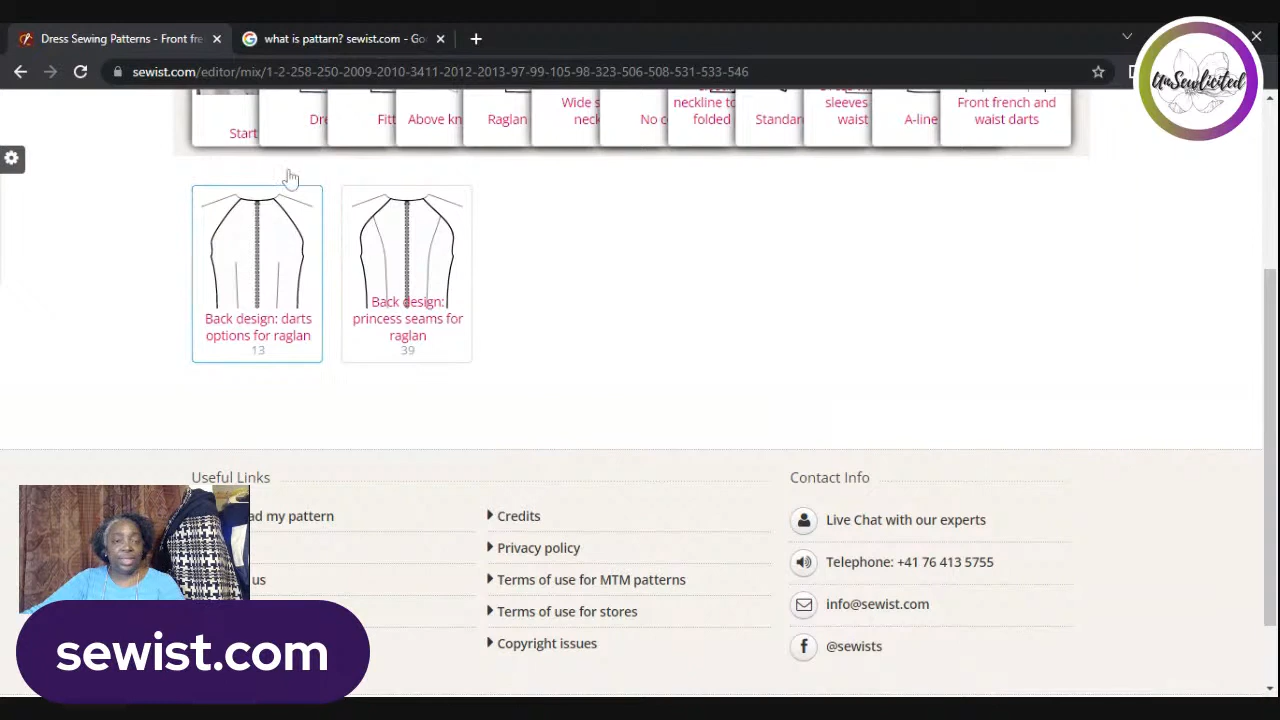 Dress Sewing Patterns - Front fre
what is pattarn? sewist.com - Go
sewist.com/editor/mix/1-2-258-250-2009-2010-3411-2012-2013-97-99-105-98-323-506-508-531-533-546
UnSewlicited
Start
Dre
Fitt
Above kn
Raglan
Wide s
neck
No c
neckline to
folded
Standar
sleeves
waist
A-line
Front french and
waist darts
Back design: darts
options for raglan
13
Back design:
princess seams for
raglan
39
Useful Links
ad my pattern
us
Credits
Privacy policy
Terms of use for MTM patterns
Terms of use for stores
Copyright issues
Contact Info
Live Chat with our experts
Telephone: +41 76 413 5755
info@sewist.com
@sewists
sewist.com